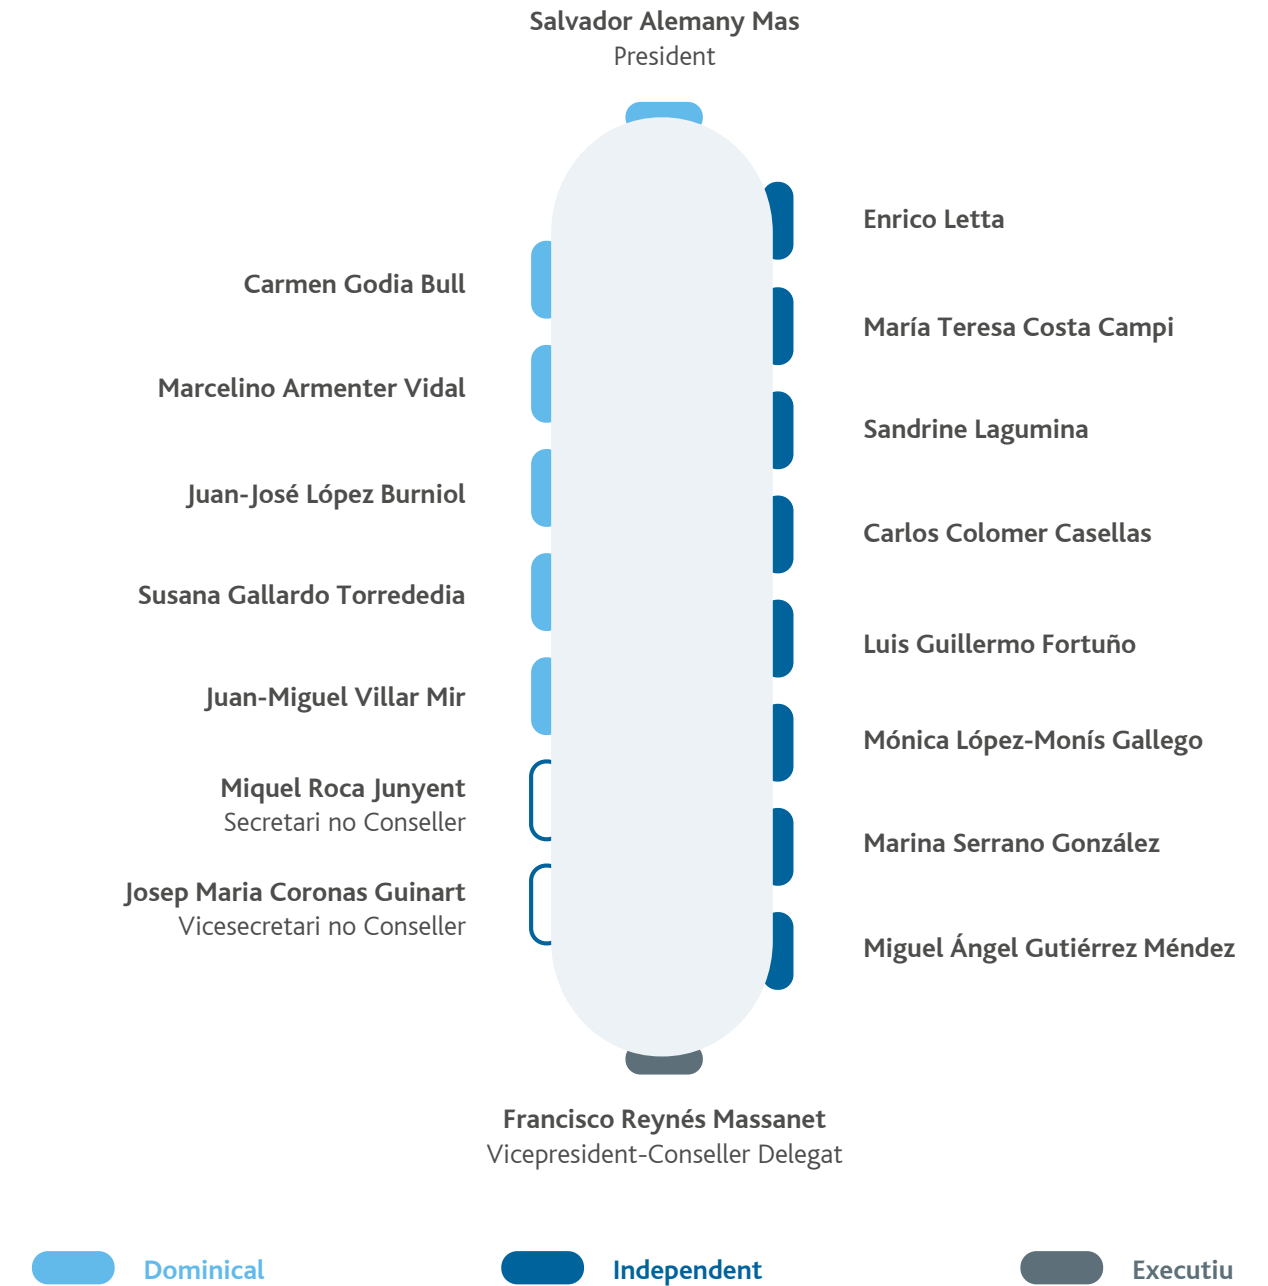 Salvador Alemany Mas
President
Carmen Godia Bull
Marcelino Armenter Vidal
Juan-José López Burniol
Susana Gallardo Torrededia
Juan-Miguel Villar Mir
Miquel Roca Junyent
Secretari no Conseller
Josep Maria Coronas Guinart
Vicesecretari no Conseller
Enrico Letta
María Teresa Costa Campi
Sandrine Lagumina
Carlos Colomer Casellas
Luis Guillermo Fortuño
Mónica López-Monís Gallego
Marina Serrano González
Miguel Ángel Gutiérrez Méndez
Francisco Reynés Massanet
Vicepresident-Conseller Delegat
Dominical
Independent
Executiu